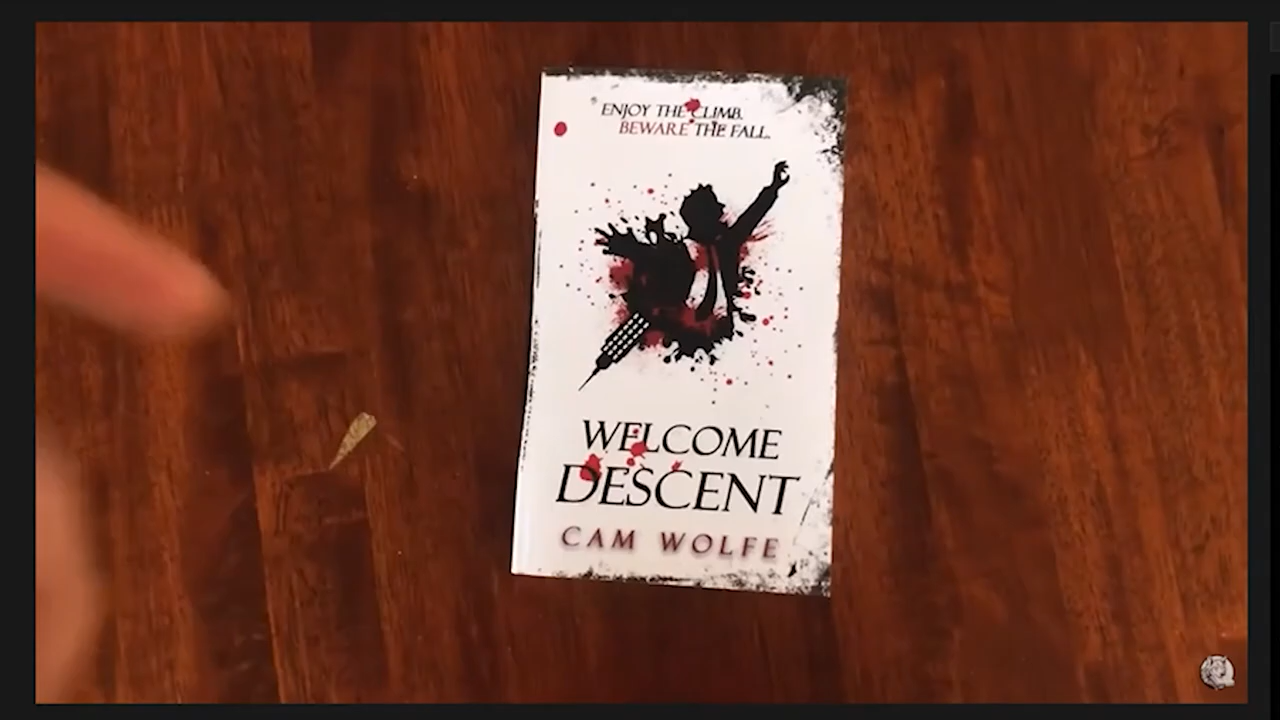 ENJOY THE CLIMB.
BEWARE THE FALL.
WELCOME
DESCENT
CAM WOLFE